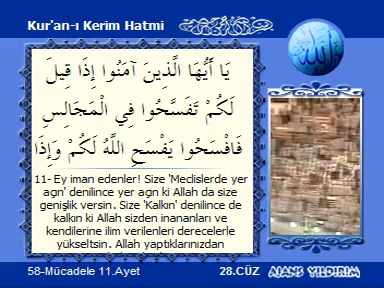 Kur'an-ı Kerim Hatmi
يَا أَيُّهَا الَّذِينَ آمَنُوا إِذَا قِيلَ
لَكُمْ تَفَسَّحُوا فِي الْمَجَالِسِ
فَافْسَحُوا يَفْسَحِ اللَّهُ لَكُمْ وَإِذَا
11- Ey iman edenler! Size 'Meclislerde yer
açın' denilince yer açın ki Allah da size
genişlik versin. Size 'Kalkın' denilince de
kalkın ki Allah sizden inananları ve
kendilerine ilim verilenleri derecelerle
yükseltsin. Allah yaptıklarınızdan
58-Mücadele 11.Ayet
28.CÜZ
AJANS YILDIRIM
الله